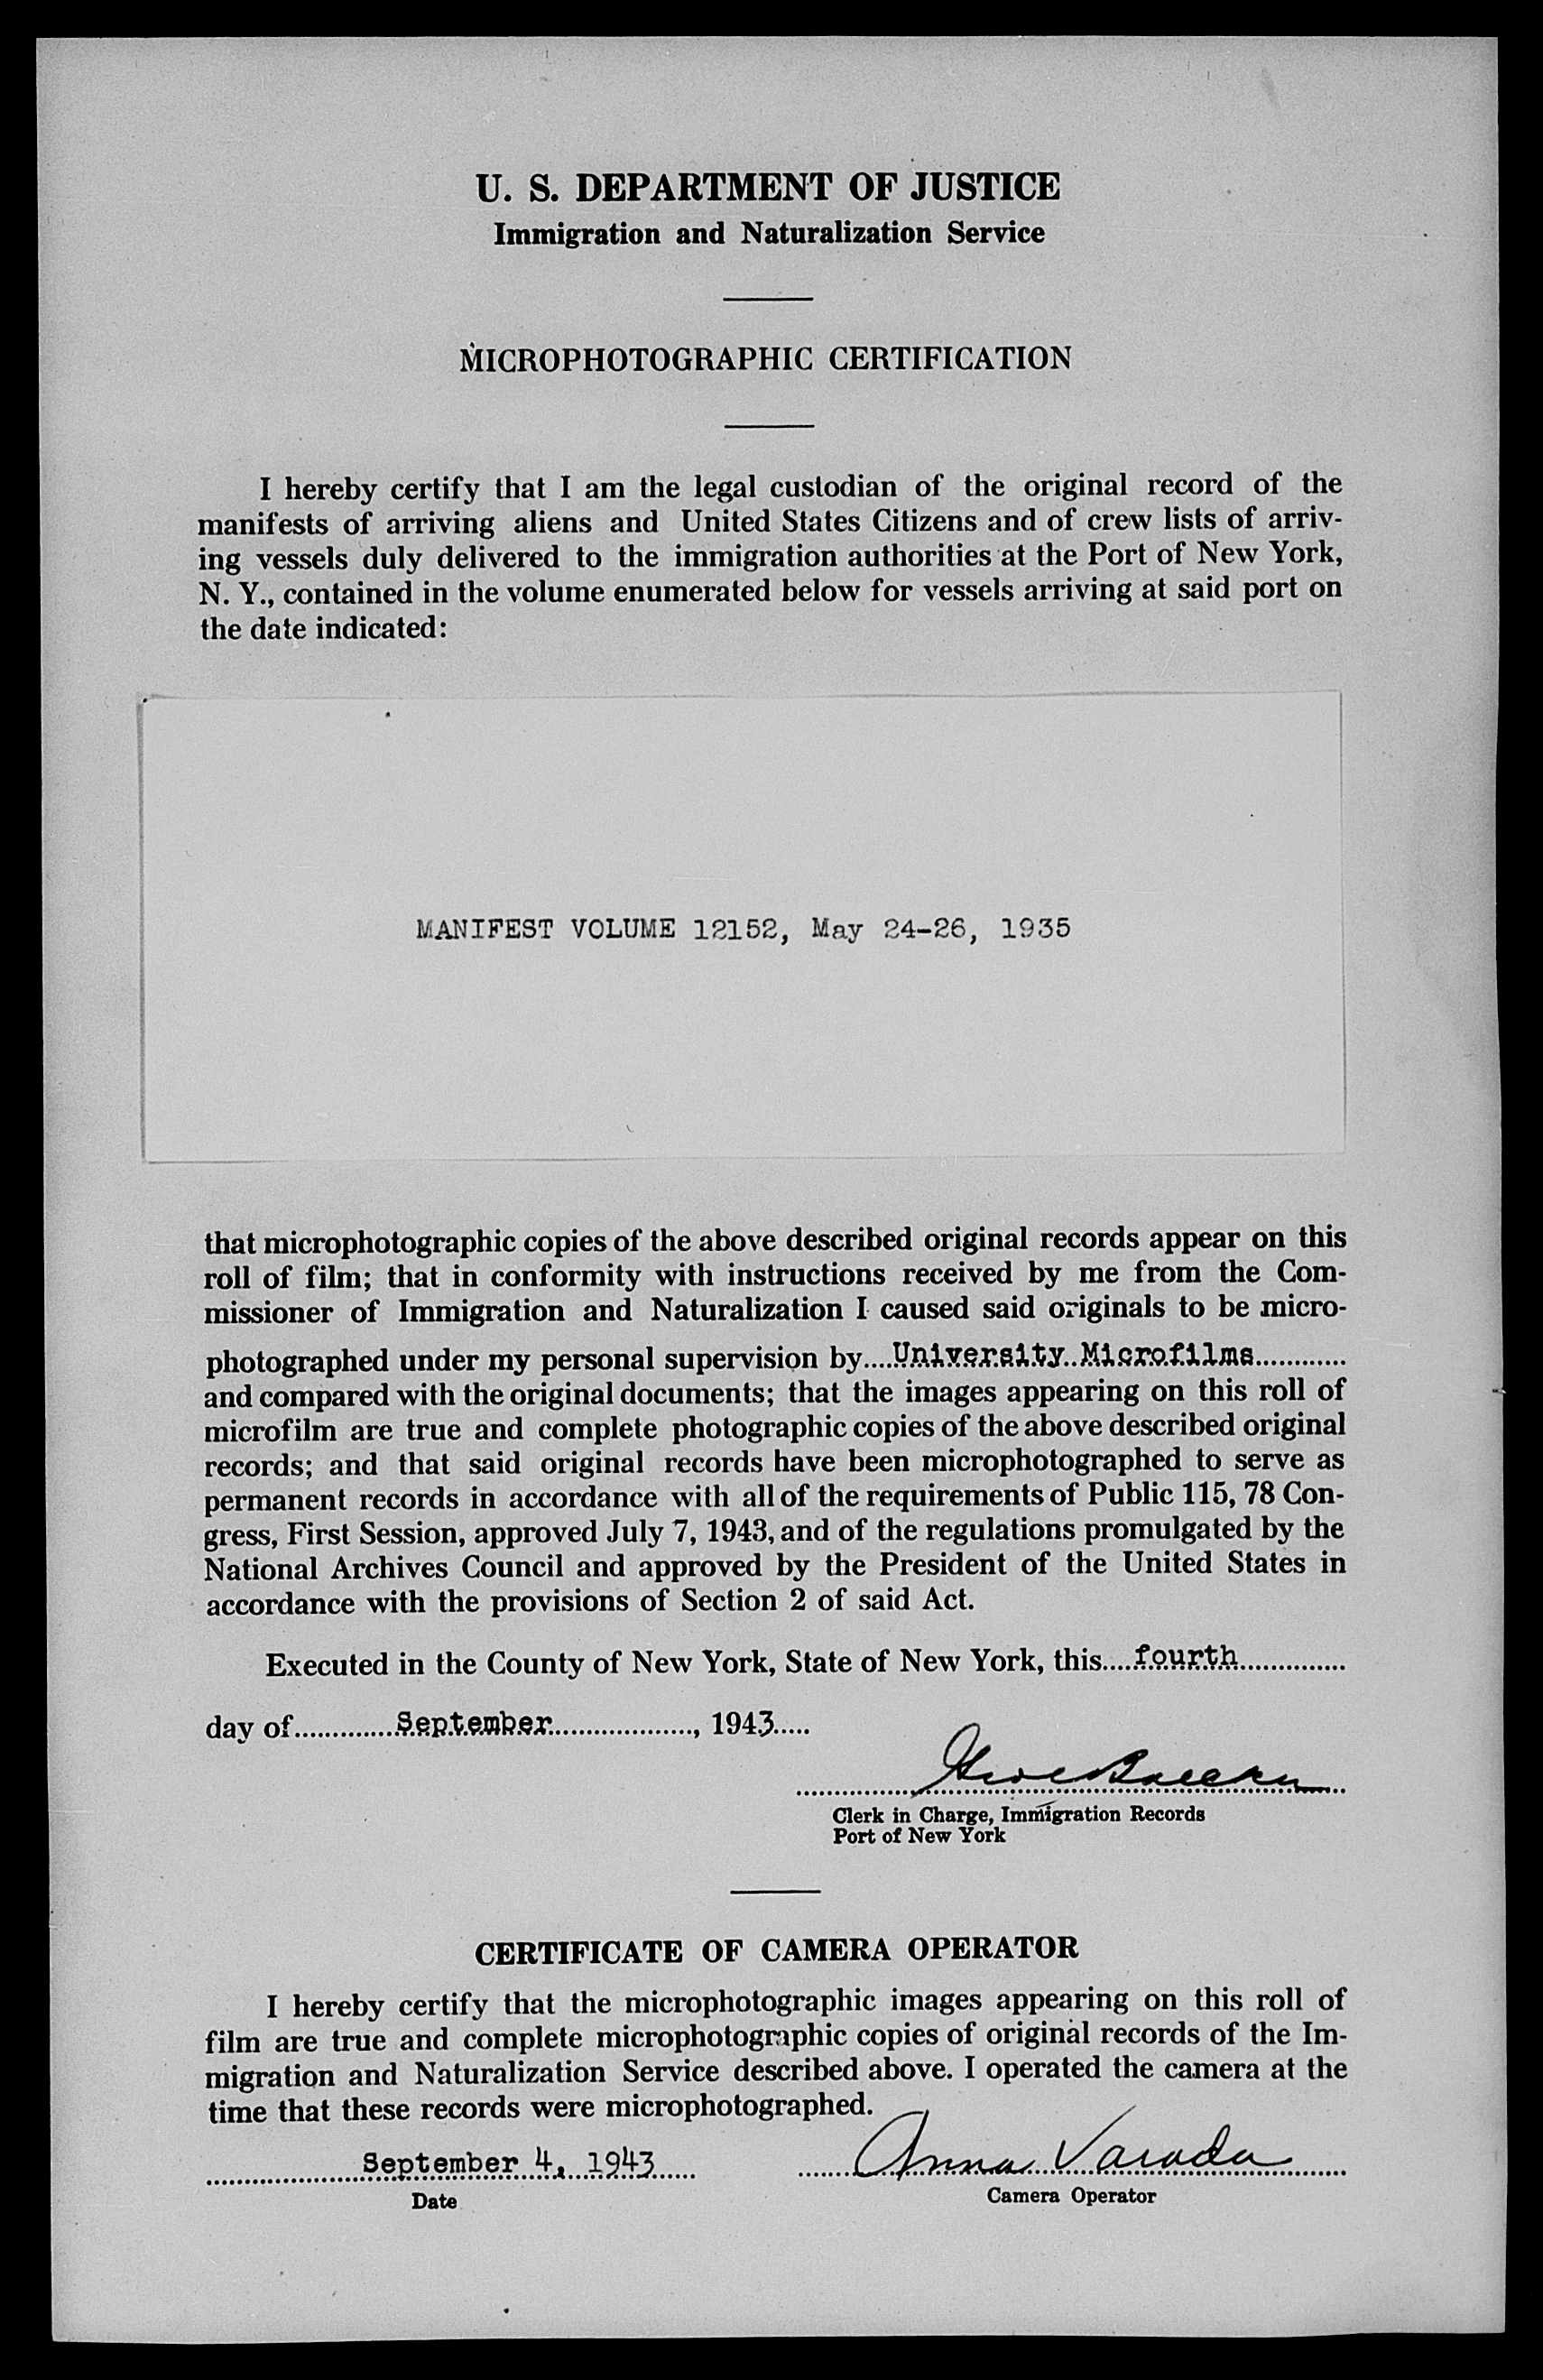 U. S. DEPARTMENT OF JUSTICE
Immigration and Naturalization Service
MICROPHOTOGRAPHIC CERTIFICATION
I hereby certify that I am the legal custodian of the original record of the
manifests of arriving aliens and United States Citizens and of crew lists of arriv-
ing vessels duly delivered to the immigration authorities at the Port of New York,
N. Y., contained in the volume enumerated below for vessels arriving at said port on
the date indicated:
MANIFEST VOLUME 12152, May 24-26, 1935
that microphotographic copies of the above described original records appear on this
roll of film; that in conformity with instructions received by me from the Com-
missioner of Immigration and Naturalization I caused said originals to be micro-
photographed under my personal supervision by....University Microfilms............
and compared with the original documents; that the images appearing on this roll of
microfilm are true and complete photographic copies of the above described original
records; and that said original records have been microphotographed to serve as
permanent records in accordance with all of the requirements of Public 115, 78 Con-
gress, First Session, approved July 7, 1943, and of the regulations promulgated by the
National Archives Council and approved by the President of the United States in
accordance with the provisions of Section 2 of said Act.
Executed in the County of New York, State of New York, this.....fourth...............
day of.............September..................., 1943.....
Clerk in Charge, Immigration Records
Port of New York
CERTIFICATE OF CAMERA OPERATOR
I hereby certify that the microphotographic images appearing on this roll of
film are true and complete microphotographic copies of original records of the Im-
migration and Naturalization Service described above. I operated the camera at the
time that these records were microphotographed.
September 4, 1943 Anna Varada
Date Camera Operator